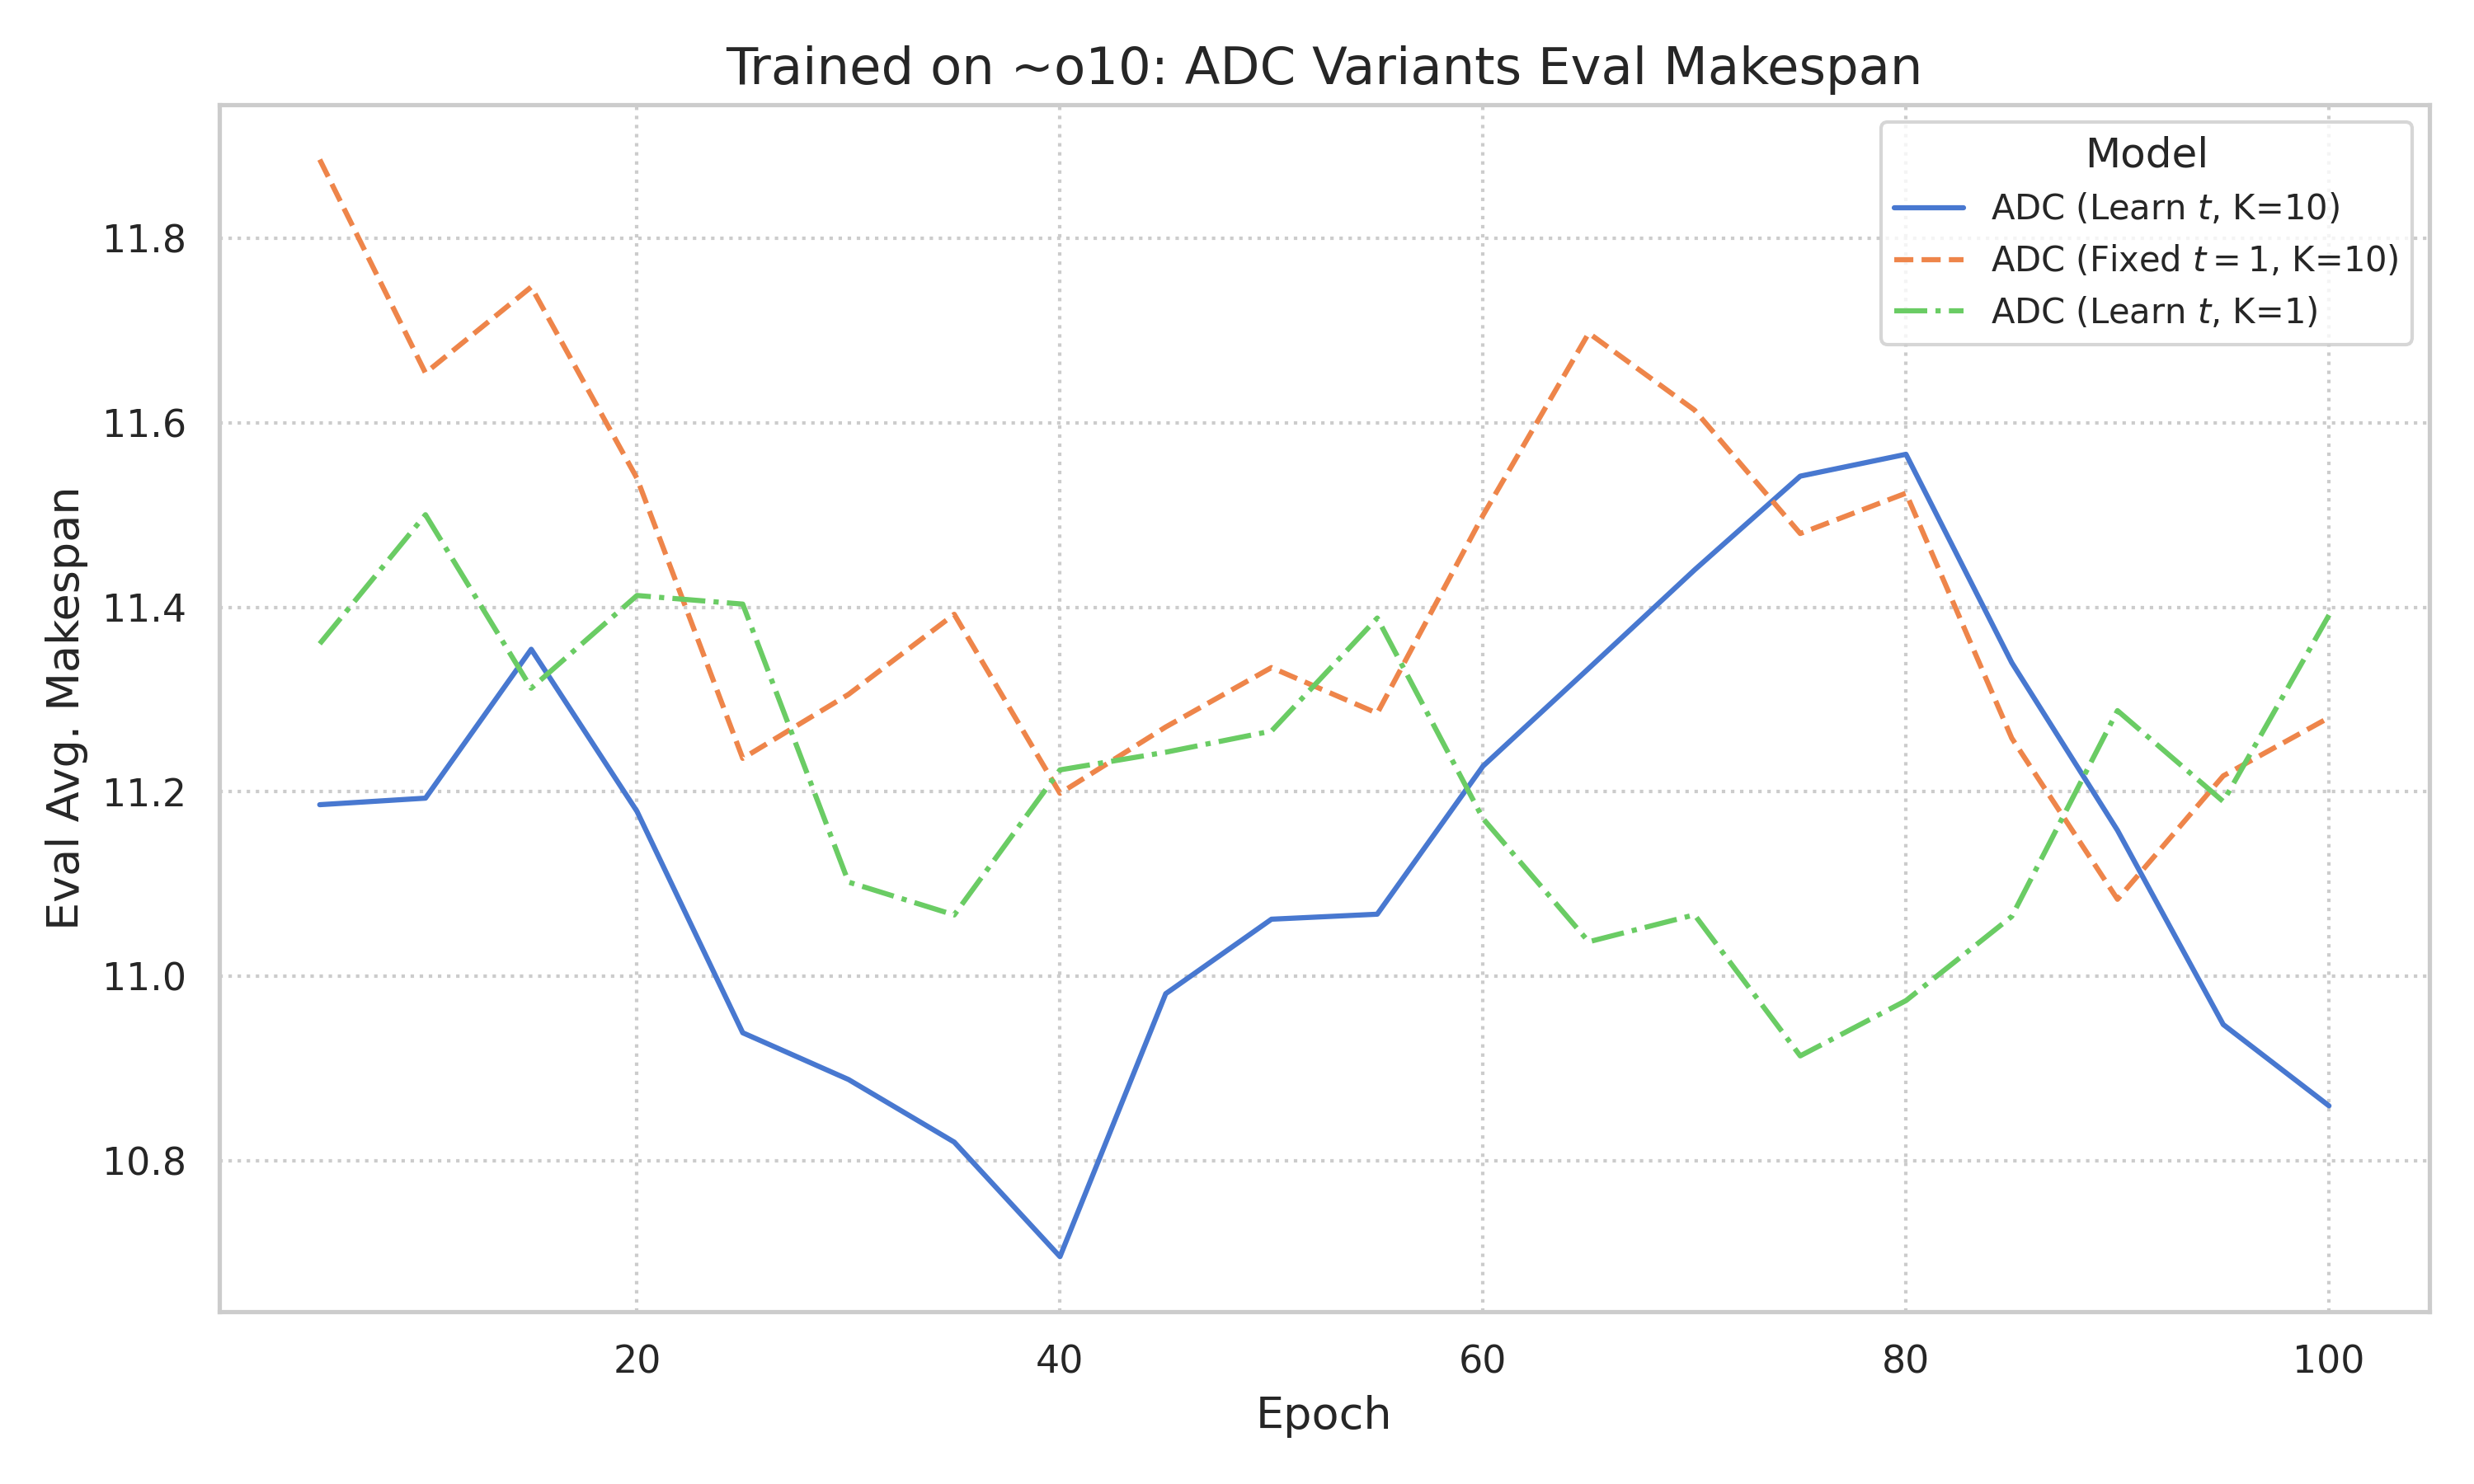 Trained on ~o10: ADC Variants Eval Makespan
Model
ADC (Learn t, K=10)
ADC (Fixed t = 1, K=10)
ADC (Learn t, K=1)
Eval Avg. Makespan
11.8
11.6
11.4
11.2
11.0
10.8
20 40 60 80 100
Epoch